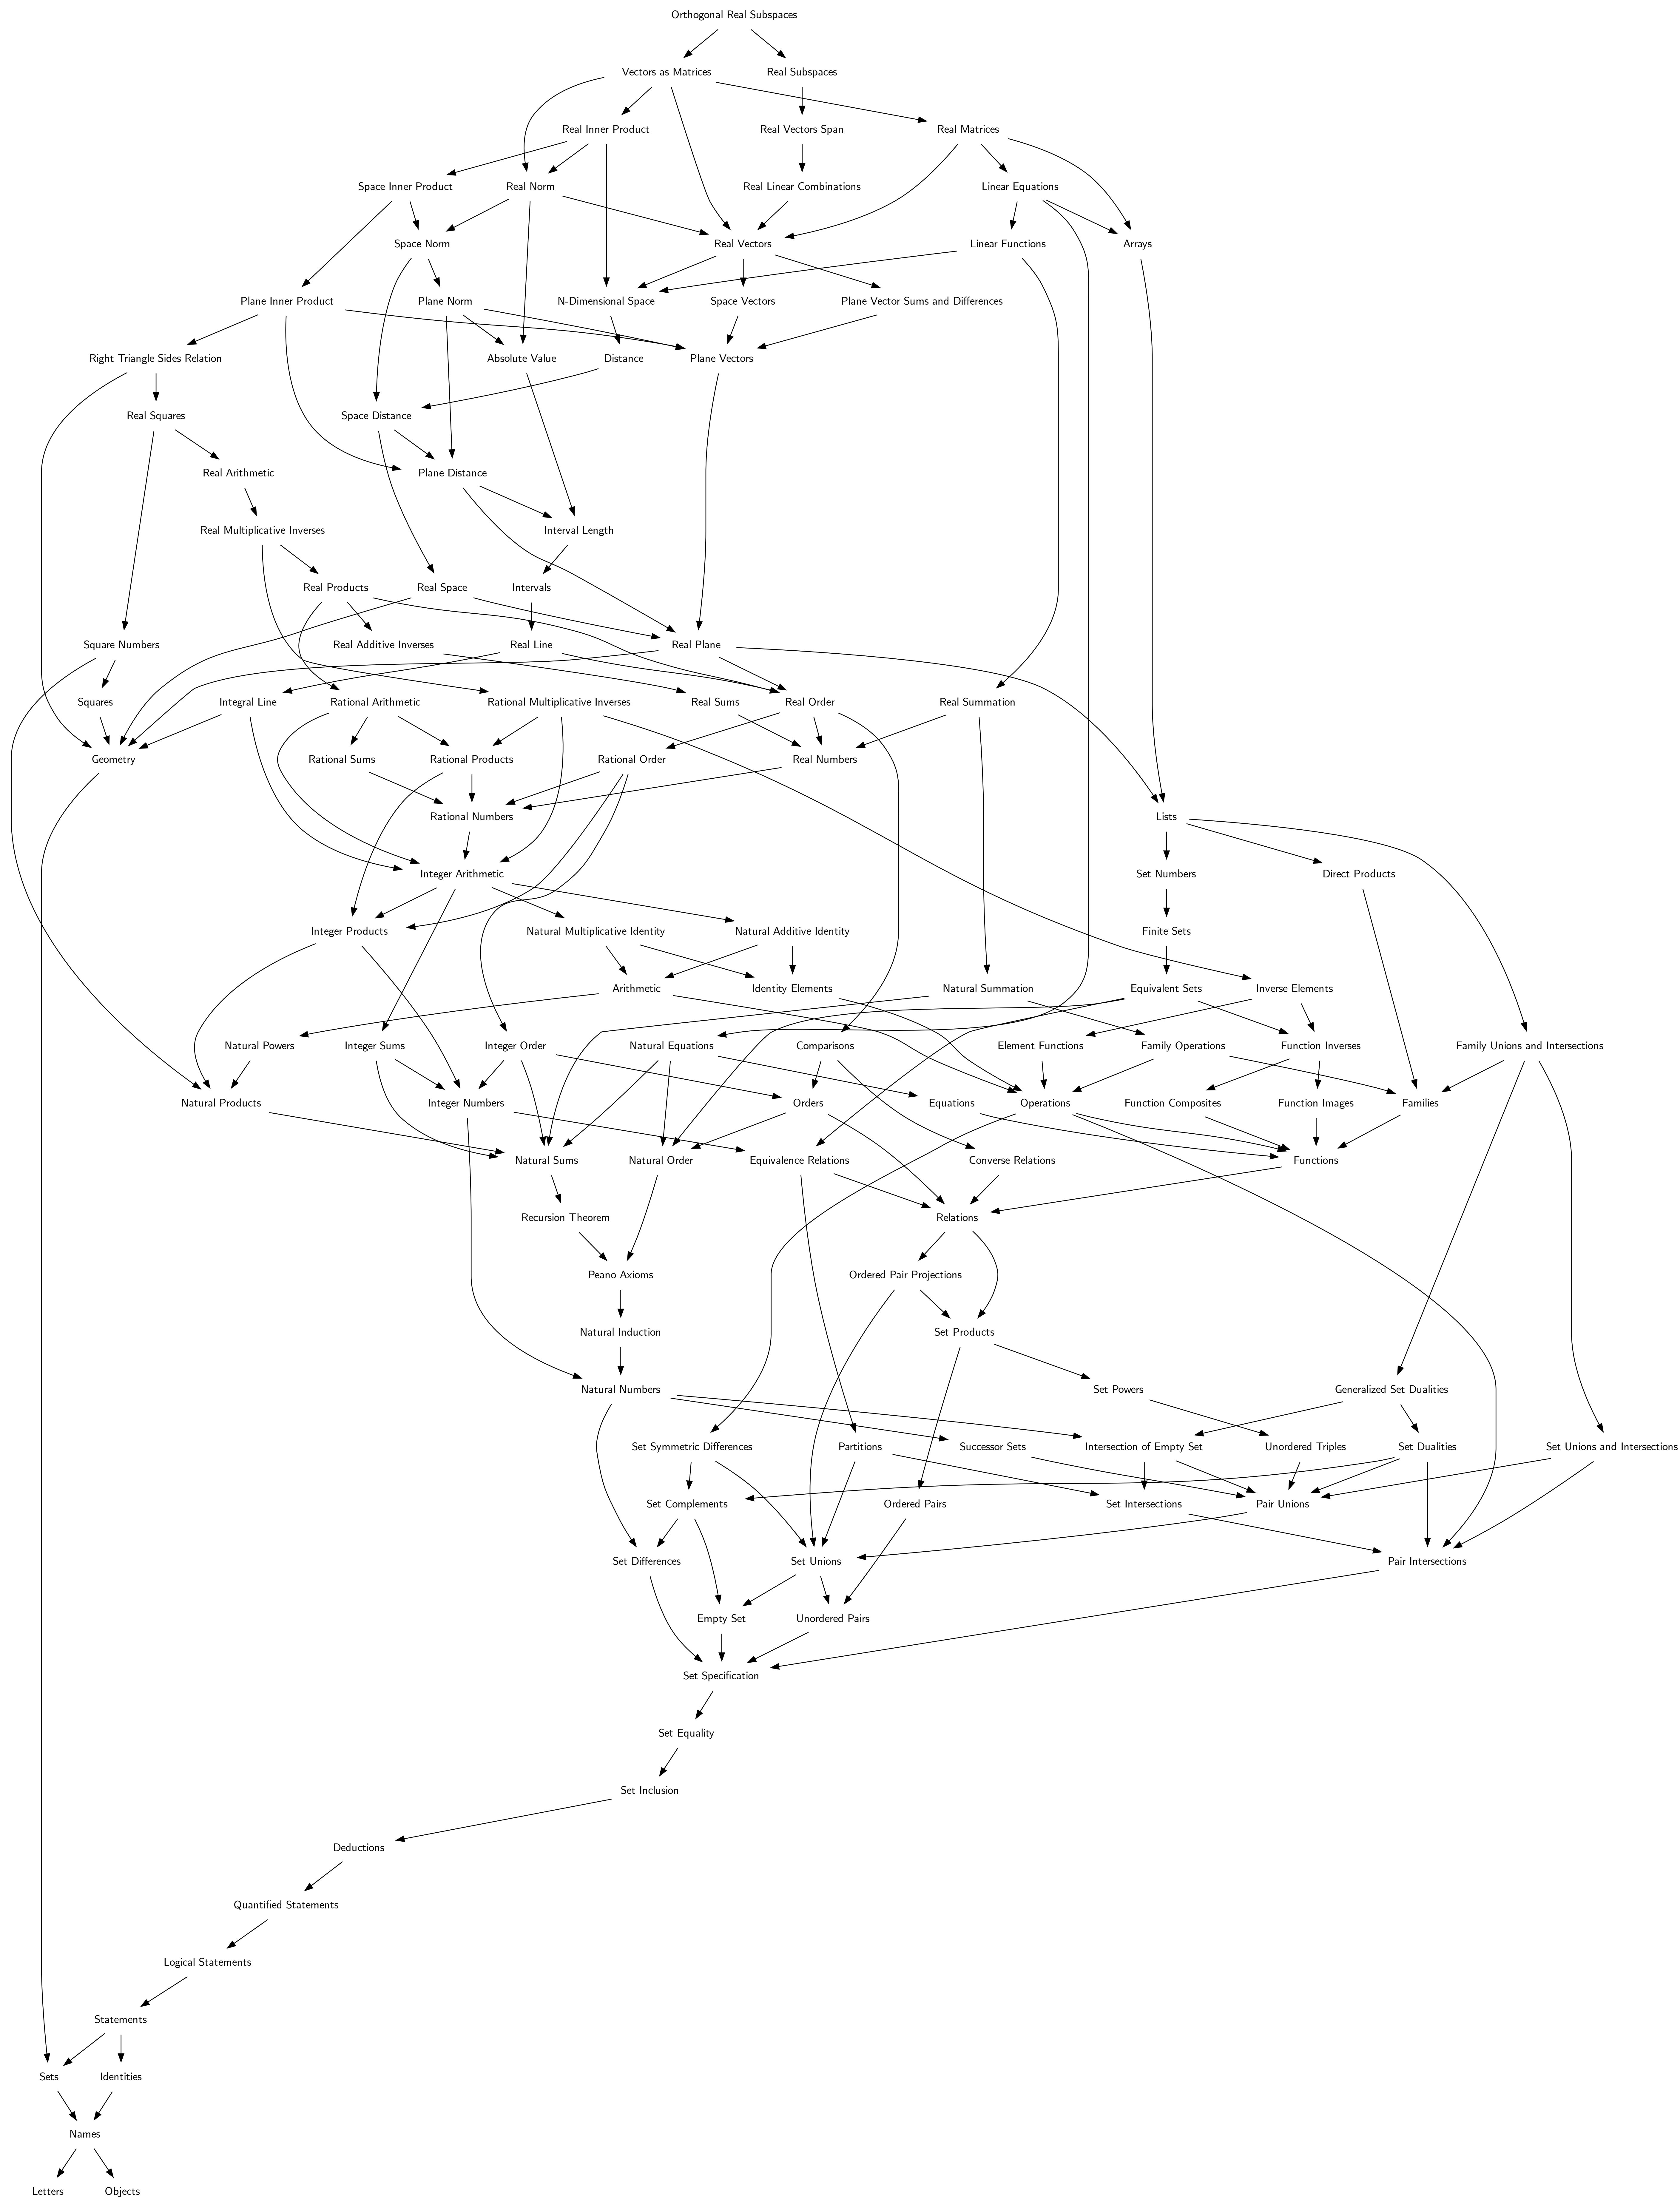 Orthogonal Real Subspaces
Vectors as Matrices
Real Subspaces
Real Inner Product
Real Vectors Span
Real Matrices
Space Inner Product
Real Norm
Real Linear Combinations
Linear Equations
Space Norm
Real Vectors
Linear Functions
Arrays
Plane Inner Product
Plane Norm
N-Dimensional Space
Space Vectors
Plane Vector Sums and Differences
Right Triangle Sides Relation
Absolute Value
Distance
Plane Vectors
Real Squares
Space Distance
Real Arithmetic
Plane Distance
Real Multiplicative Inverses
Interval Length
Real Products
Real Space
Intervals
Square Numbers
Real Additive Inverses
Real Line
Real Plane
Squares
Integral Line
Rational Arithmetic
Rational Multiplicative Inverses
Real Sums
Real Order
Real Summation
Geometry
Rational Sums
Rational Products
Rational Order
Real Numbers
Rational Numbers
Lists
Integer Arithmetic
Set Numbers
Direct Products
Integer Products
Natural Multiplicative Identity
Natural Additive Identity
Finite Sets
Arithmetic
Identity Elements
Natural Summation
Equivalent Sets
Inverse Elements
Natural Powers
Integer Sums
Integer Order
Natural Equations
Comparisons
Element Functions
Family Operations
Function Inverses
Family Unions and Intersections
Natural Products
Integer Numbers
Orders
Equations
Operations
Function Composites
Function Images
Families
Natural Sums
Natural Order
Equivalence Relations
Converse Relations
Functions
Recursion Theorem
Relations
Peano Axioms
Ordered Pair Projections
Natural Induction
Set Products
Natural Numbers
Set Powers
Generalized Set Dualities
Set Symmetric Differences
Partitions
Successor Sets
Intersection of Empty Set
Unordered Triples
Set Dualities
Set Unions and Intersections
Set Complements
Ordered Pairs
Set Intersections
Pair Unions
Set Differences
Set Unions
Pair Intersections
Empty Set
Unordered Pairs
Set Specification
Set Equality
Set Inclusion
Deductions
Quantified Statements
Logical Statements
Statements
Sets
Identities
Names
Letters
Objects